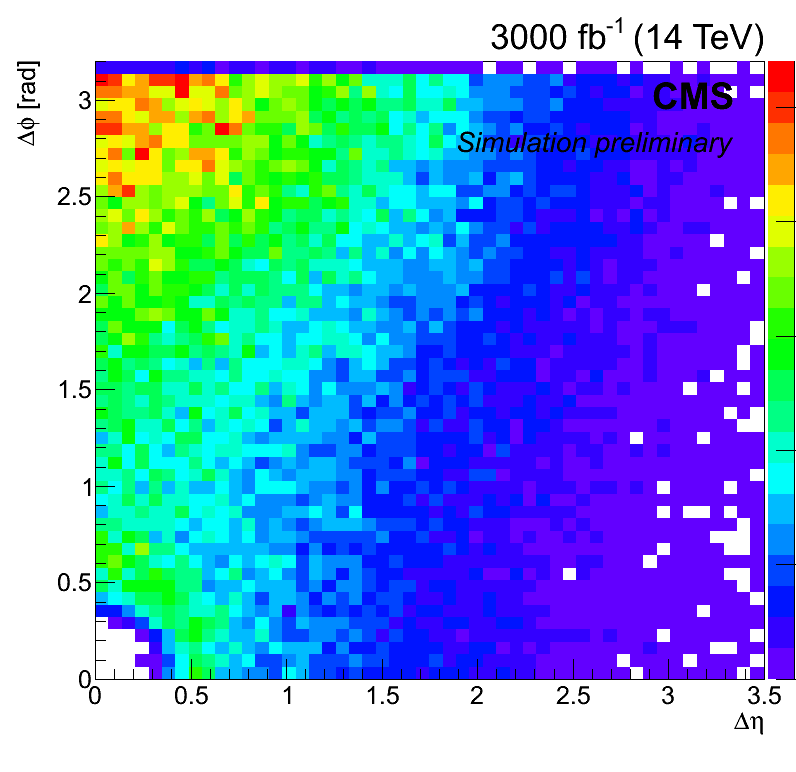 3000 fb-1 (14 TeV)
CMS
Simulation preliminary
Δϕ [rad]
3
2.5
2
1.5
1
0.5
0
0 0.5 1 1.5 2 2.5 3 3.5
Δη